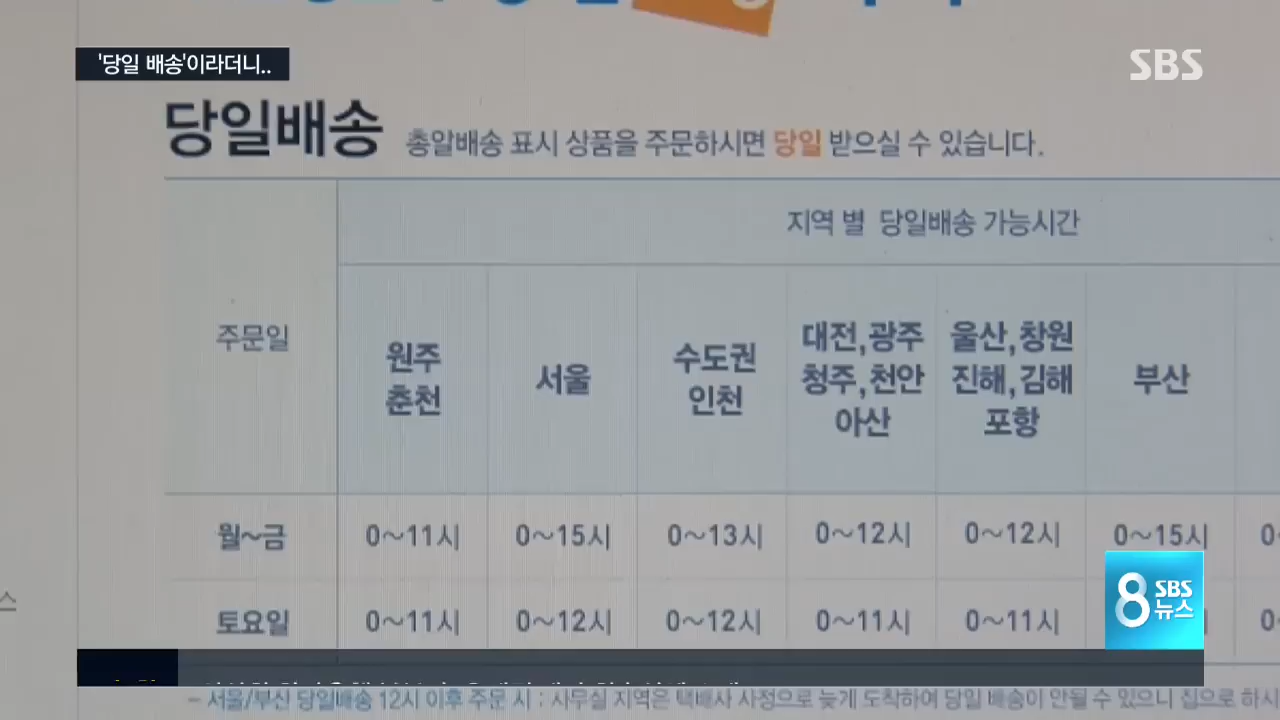 '당일 배송'이라더니..
SBS
당일배송 총알배송 표시 상품을 주문하시면 당일 받으실 수 있습니다.
지역 별 당일배송 가능시간
주문일
원주
춘천
서울
수도권
인천
대전,광주
청주,천안
아산
울산,창원
진해,김해
포항
부산
월~금 0~11시 0~15시 0~13시 0~12시 0~12시 0~15시 0~
토요일 0~11시 0~12시 0~12시 0~11시 0~11시
8 SBS
뉴스
- 서울/부산 당일배송 12시 이후 주문 시 : 사무실 지역은 택배사 사정으로 늦게 도착하여 당일 배송이 안될 수 있으니 집으로 하시